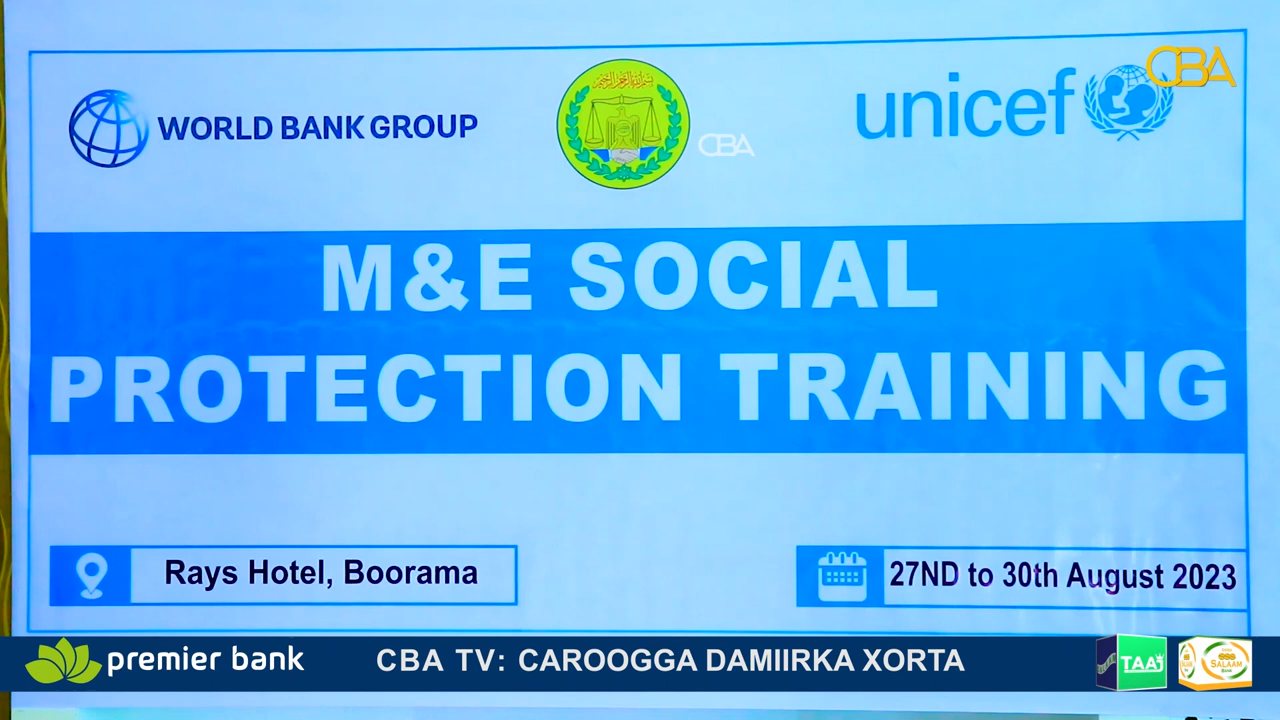 WORLD BANK GROUP
unicef
CBA
CBA
M&E SOCIAL
PROTECTION TRAINING
Rays Hotel, Boorama
27ND to 30th August 2023
premier bank
CBA TV: CAROOGGA DAMIIRKA XORTA
TAAJ
SALAAM
BANK